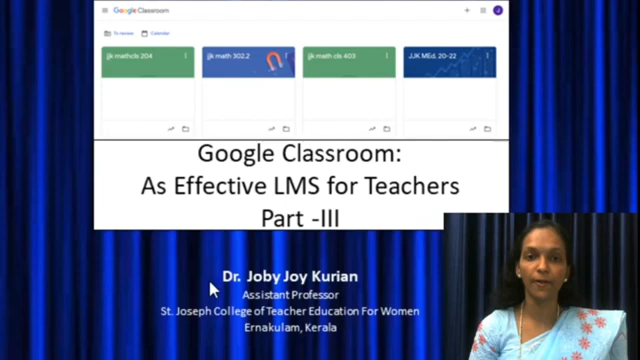 Google Classroom
To review
Calendar
J
jjk mathcls 204
jjk math 302.2
jjk math cls 403
JJK MEd, 20-22
Google Classroom:
As Effective LMS for Teachers
Part -III
Dr. Joby Joy Kurian
Assistant Professor
St. Joseph College of Teacher Education For Women
Ernakulam, Kerala